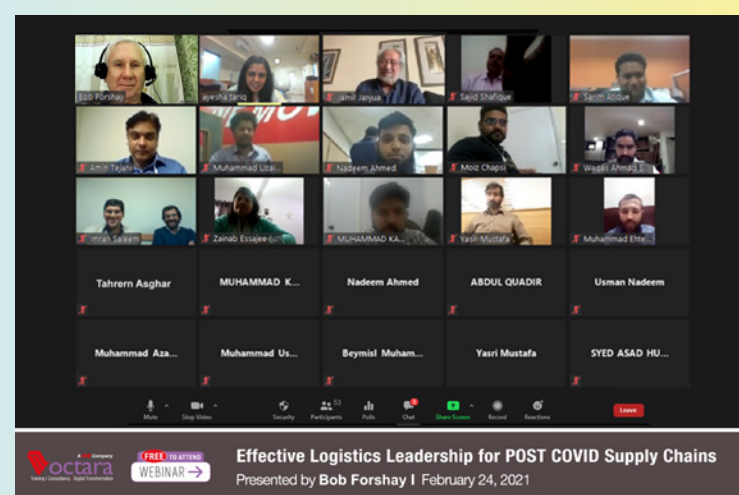 Bob Forshay
ayesha tariq
Jamil Janjua
Sajid Shafique
Sarim Atique
Amin Tejani
Muhammad Uzai...
Nadeem Ahmed
Moiz Chapsi
Waqas Ahmad S...
Imran Saleem
Zainab Essajee-(...
MUHAMMAD KA...
Yasir Mustafa
Muhammad Ehte...
Tahrern Asghar
MUHAMMAD K...
Nadeem Ahmed
ABDUL QUADIR
Usman Nadeem
Muhammad Aza...
Muhammad Us...
Beymisl Muham...
Yasri Mustafa
SYED ASAD HU...
53
Mute
Stop Video
Security
Participants
Polls
Chat
Share Screen
Record
Reactions
Leave
octara
Training | Consultancy Digital Transformation
FREE TO ATTEND
WEBINAR
Effective Logistics Leadership for POST COVID Supply Chains
Presented by Bob Forshay I February 24, 2021